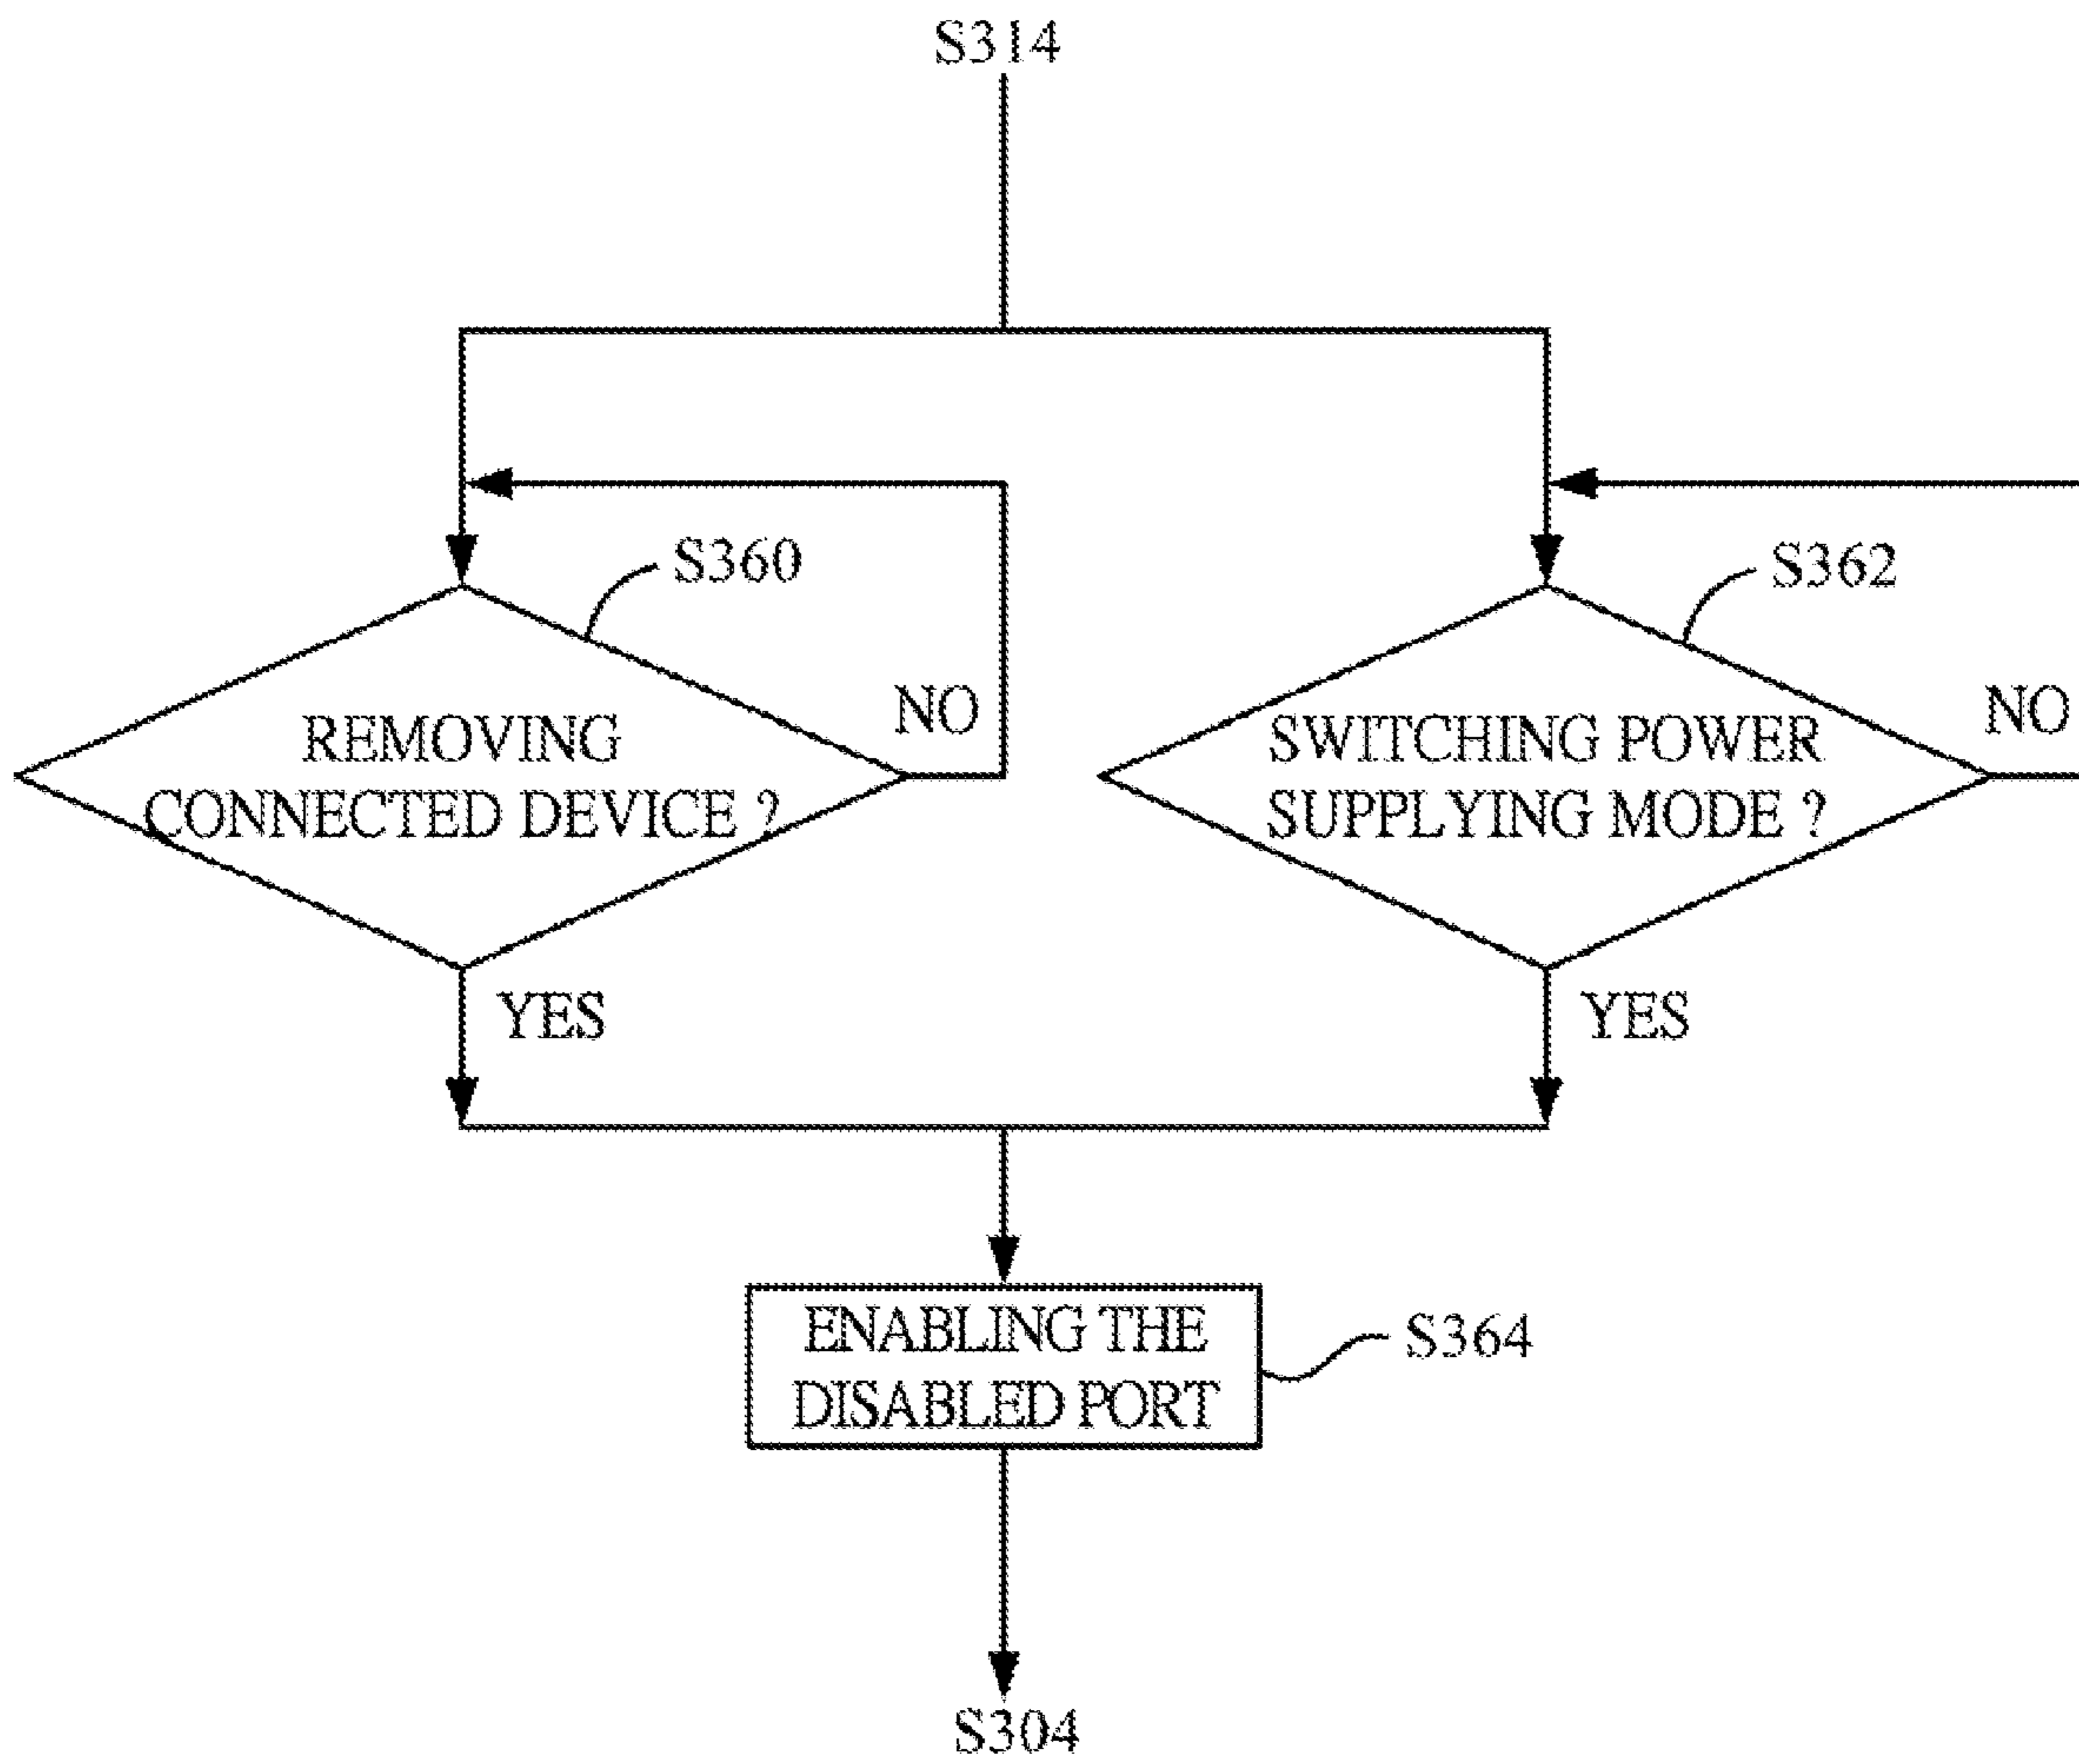 S314
S360
S362
NO
NO
REMOVING
CONNECTED DEVICE ?
SWITCHING POWER
SUPPLYING MODE ?
YES
YES
ENABLING THE
DISABLED PORT
S364
S304